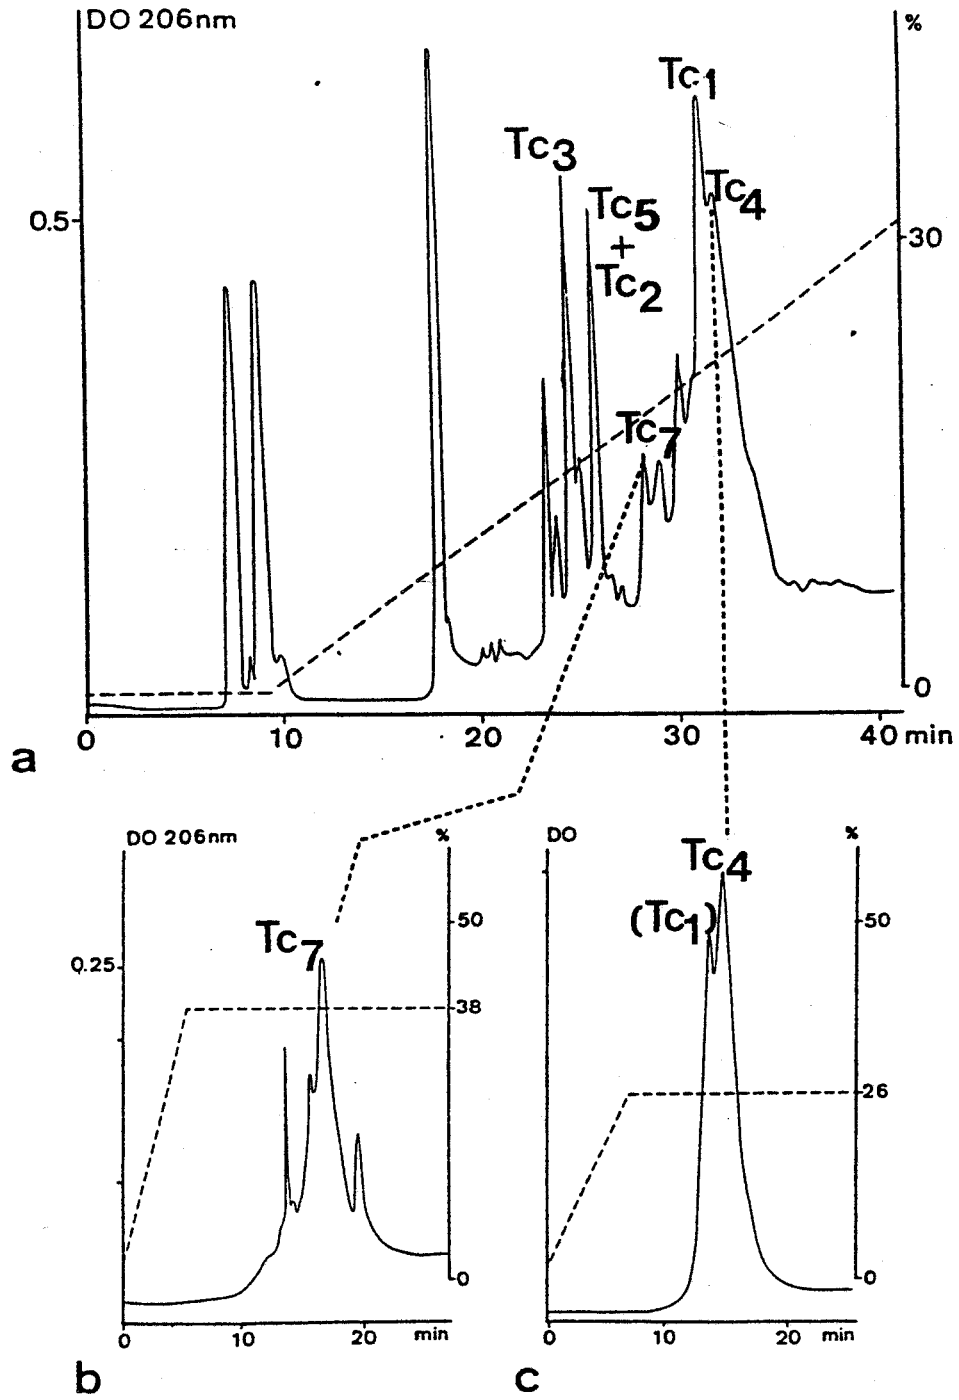 DO 206nm %
Tc1
Tc3
Tc4
Tc5
+
Tc2
0.5
30
Tc7
0
0 10 20 30 40 min
a
DO 206nm %
DO %
Tc4
Tc7
(Tc1)
50
50
0.25
38
26
0
0
0 10 20 min
0 10 20 min
b
c